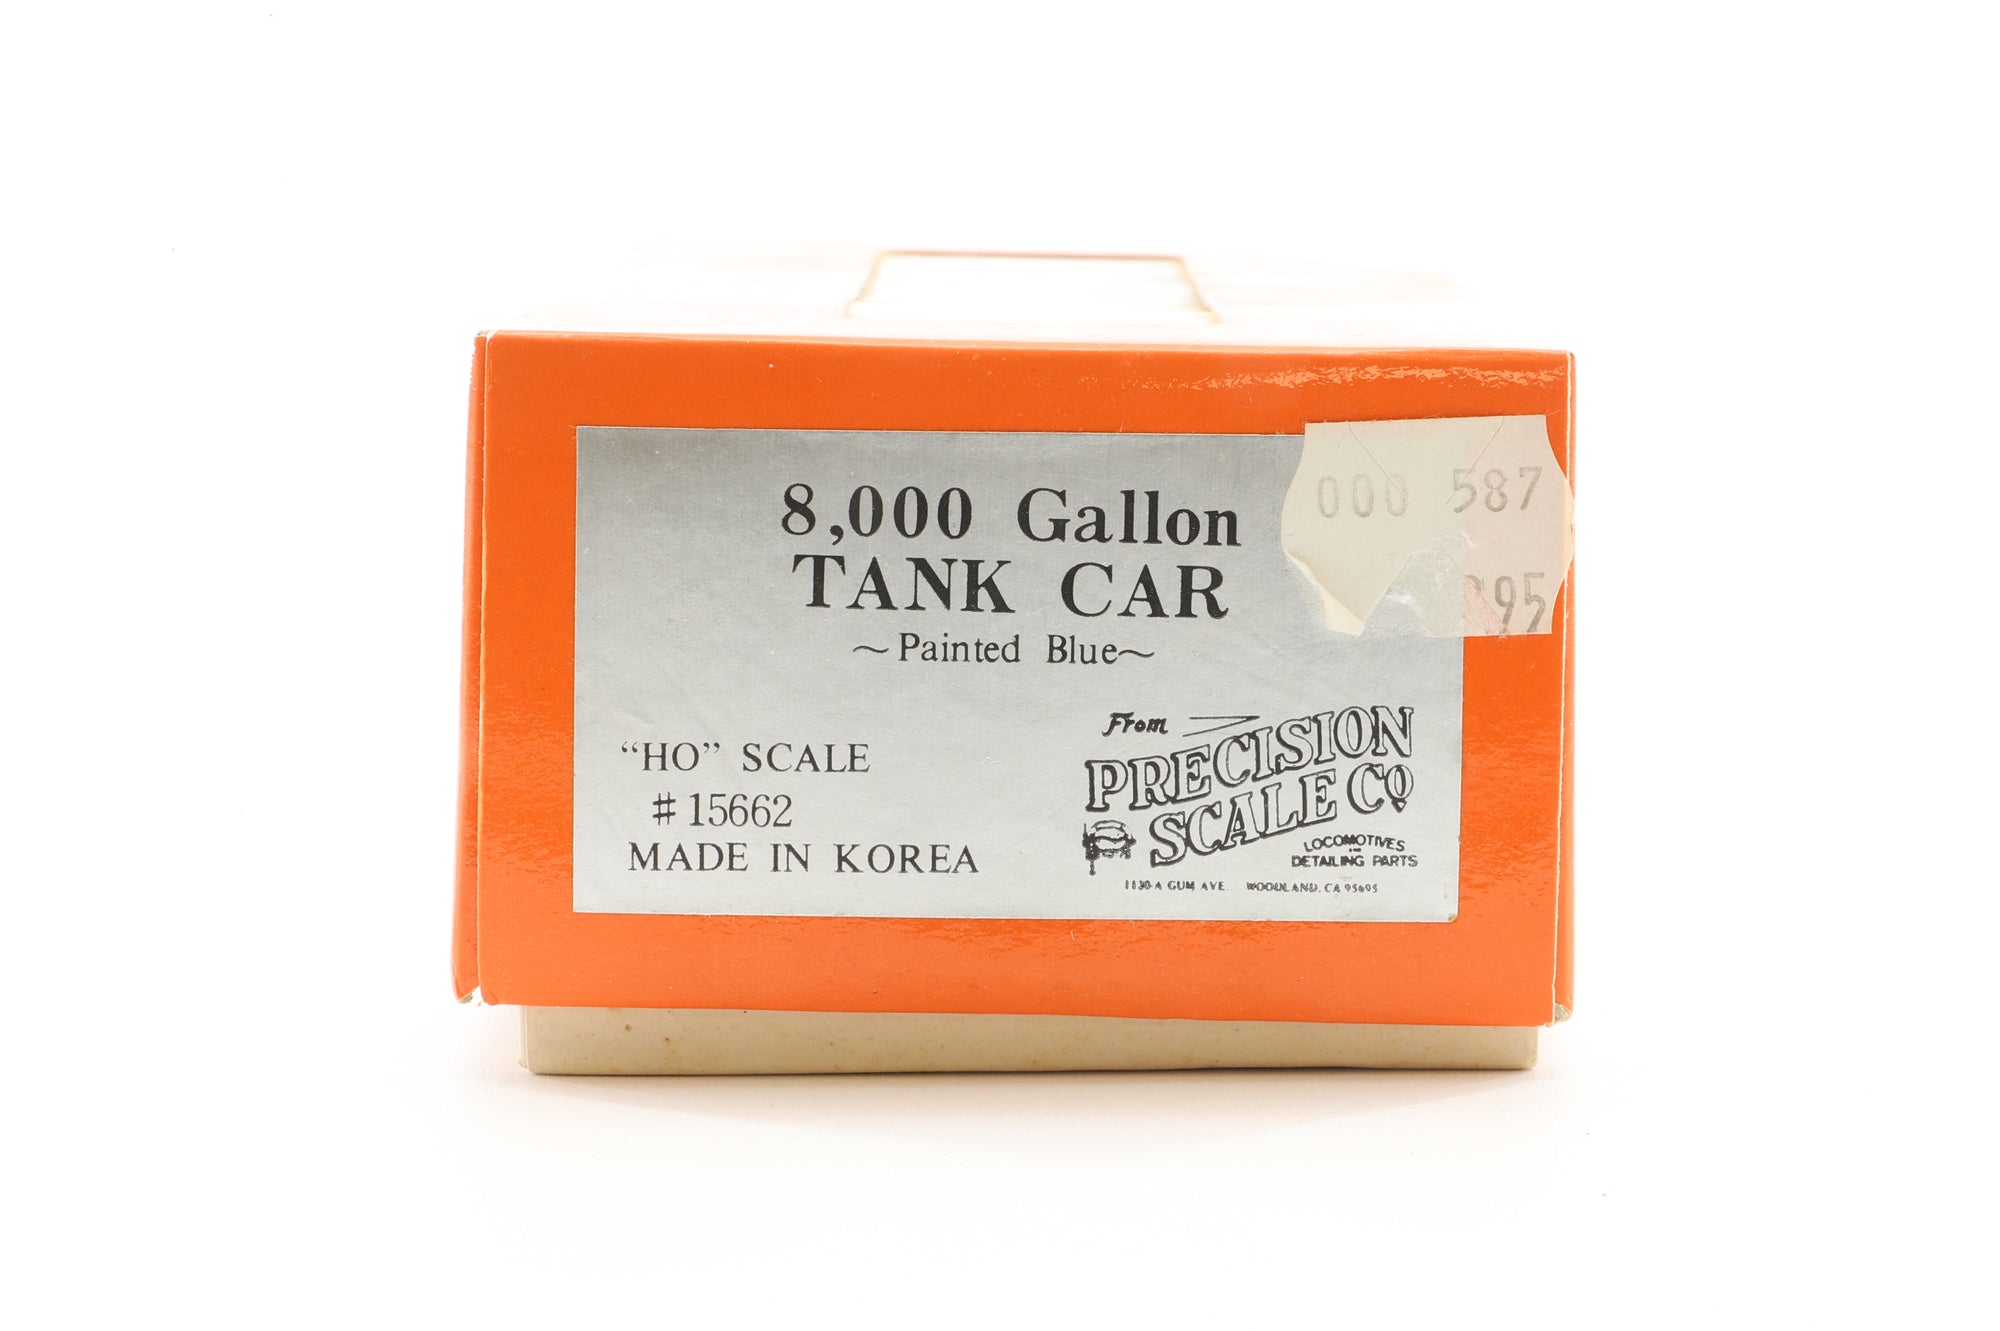 8,000 Gallon
TANK CAR
~Painted Blue~
000 587
95
"HO" SCALE
#15662
MADE IN KOREA
From
PRECISION
SCALE CO
LOCOMOTIVES
DETAILING PARTS
1130-A GUM AVE. WOODLAND, CA 95695